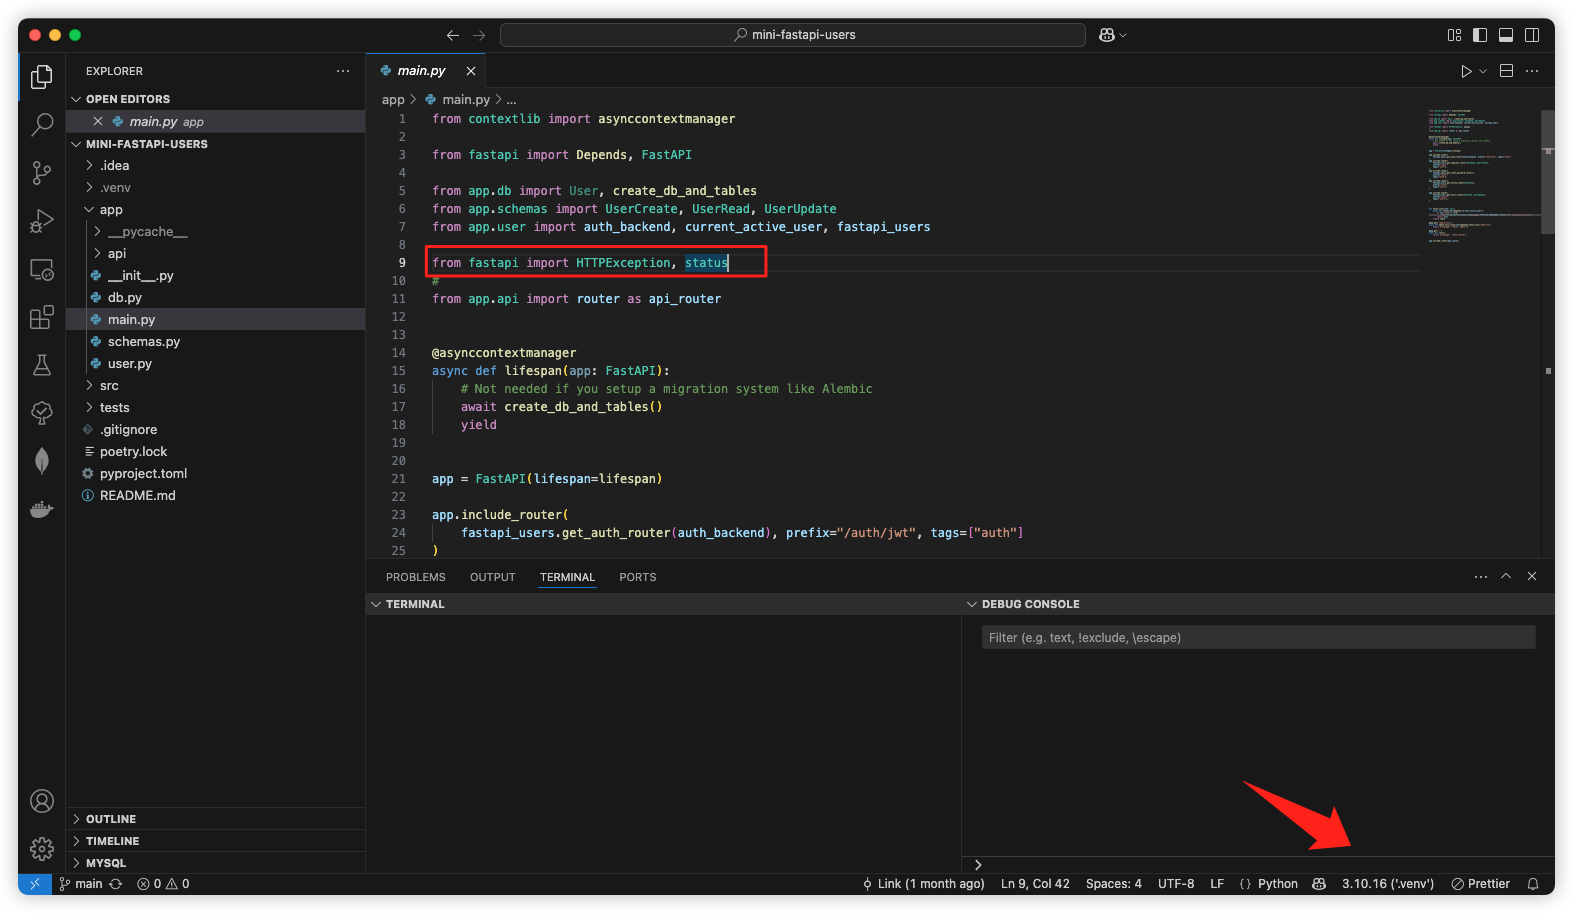 mini-fastapi-users
EXPLORER
OPEN EDITORS
main.py app
MINI-FASTAPI-USERS
.idea
.venv
app
__pycache__
api
__init__.py
db.py
main.py
schemas.py
user.py
src
tests
.gitignore
poetry.lock
pyproject.toml
README.md
OUTLINE
TIMELINE
MYSQL
main.py
app > main.py > ...
1 from contextlib import asynccontextmanager
2
3 from fastapi import Depends, FastAPI
4
5 from app.db import User, create_db_and_tables
6 from app.schemas import UserCreate, UserRead, UserUpdate
7 from app.user import auth_backend, current_active_user, fastapi_users
8
9 from fastapi import HTTPException, status
10 #
11 from app.api import router as api_router
12
13
14 @asynccontextmanager
15 async def lifespan(app: FastAPI):
16 # Not needed if you setup a migration system like Alembic
17 await create_db_and_tables()
18 yield
19
20
21 app = FastAPI(lifespan=lifespan)
22
23 app.include_router(
24 fastapi_users.get_auth_router(auth_backend), prefix="/auth/jwt", tags=["auth"]
25 )
PROBLEMS OUTPUT TERMINAL PORTS
TERMINAL
DEBUG CONSOLE
Filter (e.g. text, !exclude, \escape)
main 0 0 Link (1 month ago) Ln 9, Col 42 Spaces: 4 UTF-8 LF {} Python 3.10.16 ('.venv') Prettier